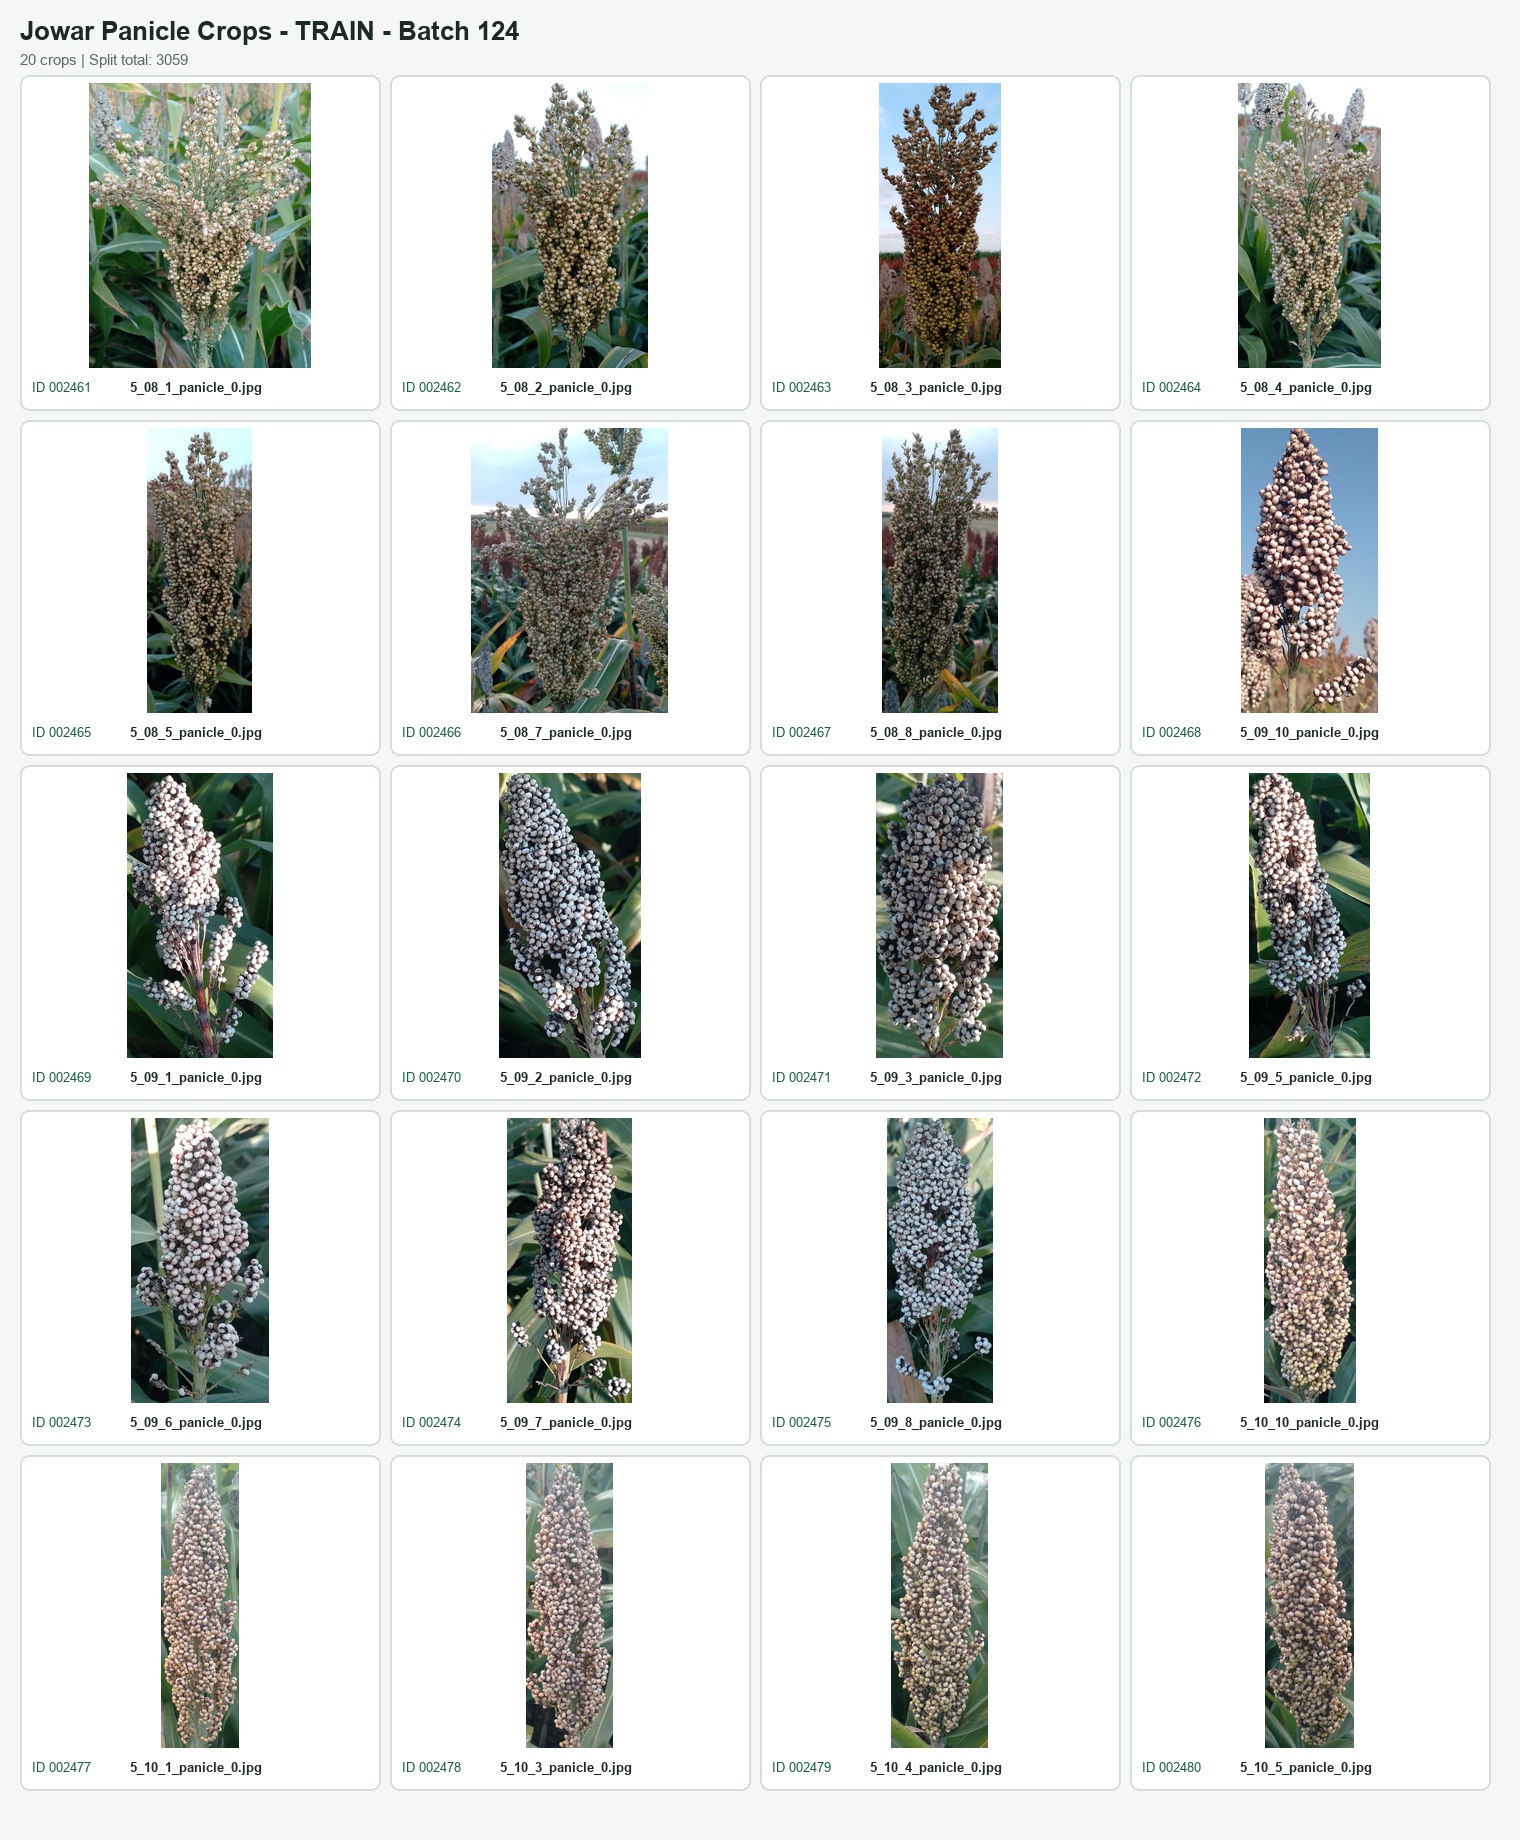 Jowar Panicle Crops - TRAIN - Batch 124
20 crops | Split total: 3059
ID 002461 5_08_1_panicle_0.jpg
ID 002462 5_08_2_panicle_0.jpg
ID 002463 5_08_3_panicle_0.jpg
ID 002464 5_08_4_panicle_0.jpg
ID 002465 5_08_5_panicle_0.jpg
ID 002466 5_08_7_panicle_0.jpg
ID 002467 5_08_8_panicle_0.jpg
ID 002468 5_09_10_panicle_0.jpg
ID 002469 5_09_1_panicle_0.jpg
ID 002470 5_09_2_panicle_0.jpg
ID 002471 5_09_3_panicle_0.jpg
ID 002472 5_09_5_panicle_0.jpg
ID 002473 5_09_6_panicle_0.jpg
ID 002474 5_09_7_panicle_0.jpg
ID 002475 5_09_8_panicle_0.jpg
ID 002476 5_10_10_panicle_0.jpg
ID 002477 5_10_1_panicle_0.jpg
ID 002478 5_10_3_panicle_0.jpg
ID 002479 5_10_4_panicle_0.jpg
ID 002480 5_10_5_panicle_0.jpg